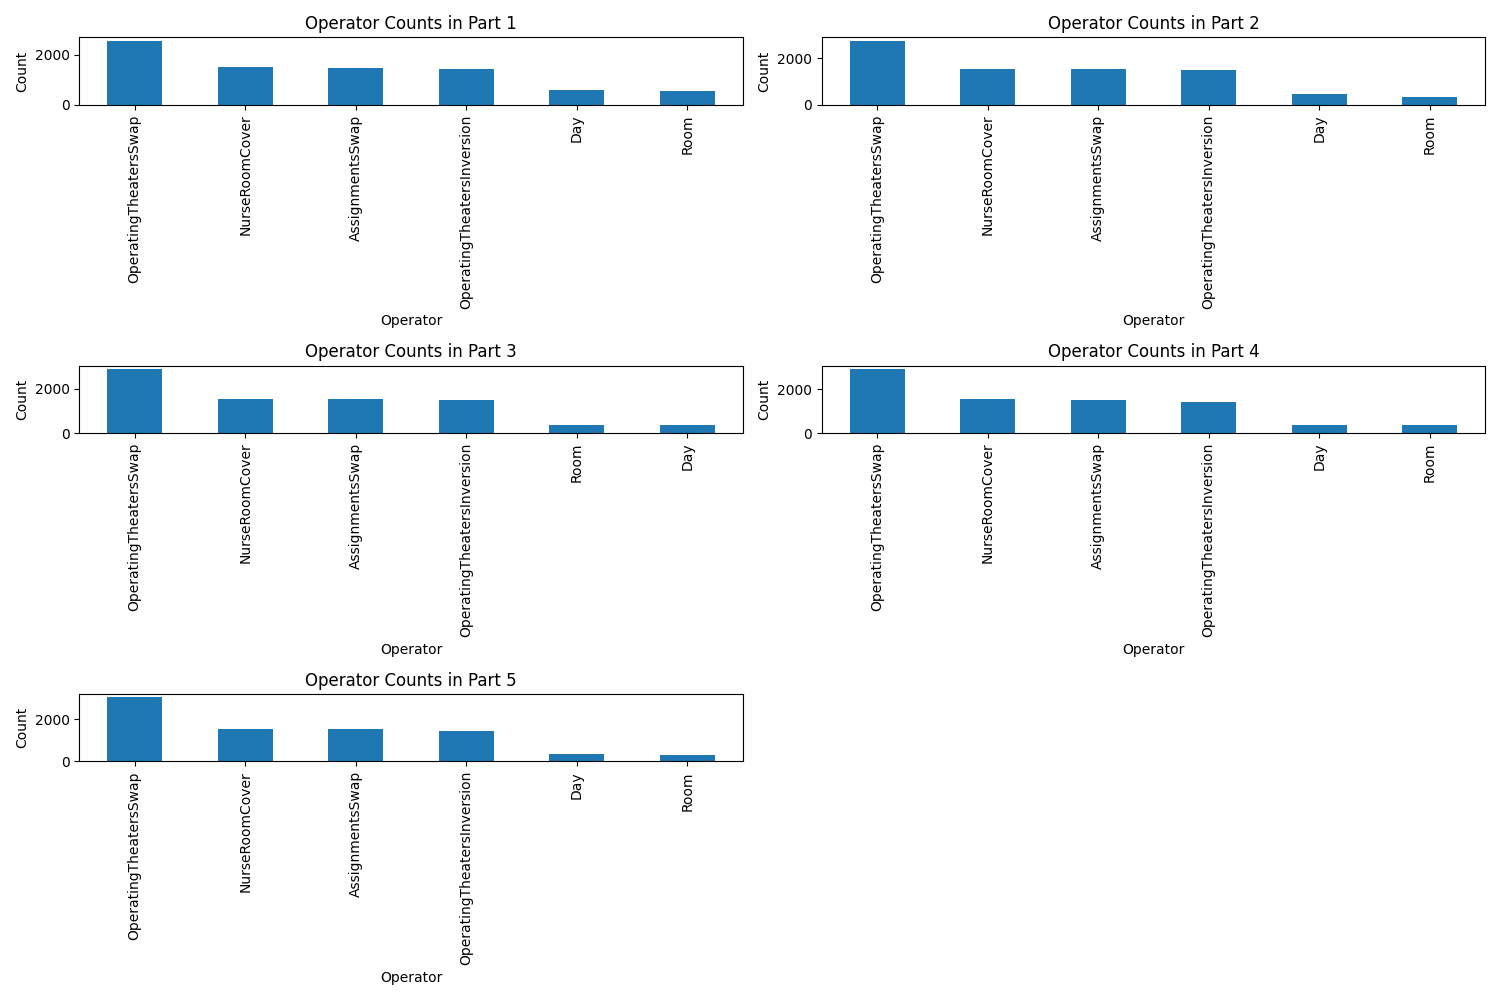 Operator Counts in Part 1
Count
2000
0
OperatingTheatersSwap
NurseRoomCover
AssignmentsSwap
OperatingTheatersInversion
Day
Room
Operator
Operator Counts in Part 2
Count
2000
0
OperatingTheatersSwap
NurseRoomCover
AssignmentsSwap
OperatingTheatersInversion
Day
Room
Operator
Operator Counts in Part 3
Count
2000
0
OperatingTheatersSwap
NurseRoomCover
AssignmentsSwap
OperatingTheatersInversion
Room
Day
Operator
Operator Counts in Part 4
Count
2000
0
OperatingTheatersSwap
NurseRoomCover
AssignmentsSwap
OperatingTheatersInversion
Day
Room
Operator
Operator Counts in Part 5
Count
2000
0
OperatingTheatersSwap
NurseRoomCover
AssignmentsSwap
OperatingTheatersInversion
Day
Room
Operator